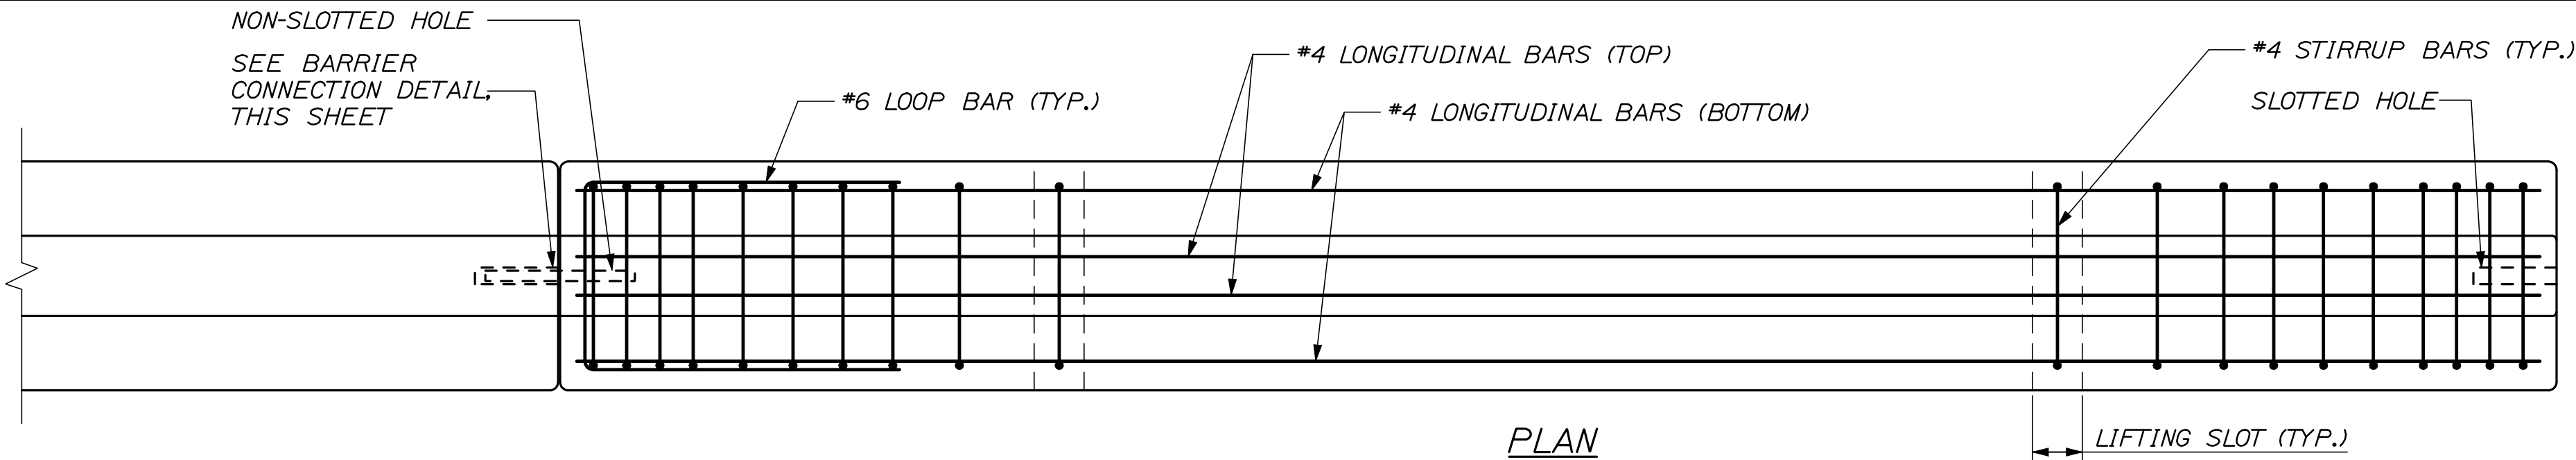 NON-SLOTTED HOLE
SEE BARRIER
CONNECTION DETAIL,
THIS SHEET
#6 LOOP BAR (TYP.)
#4 LONGITUDINAL BARS (TOP)
#4 LONGITUDINAL BARS (BOTTOM)
#4 STIRRUP BARS (TYP.)
SLOTTED HOLE
PLAN
LIFTING SLOT (TYP.)